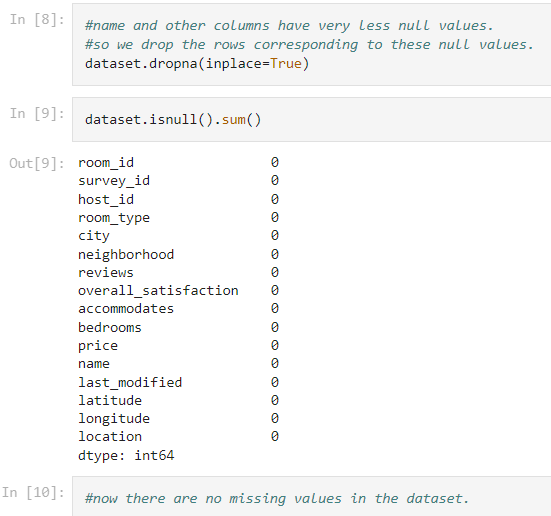 In [8]: #name and other columns have very less null values.
#so we drop the rows corresponding to these null values.
dataset.dropna(inplace=True)
In [9]: dataset.isnull().sum()
Out[9]: room_id 0
survey_id 0
host_id 0
room_type 0
city 0
neighborhood 0
reviews 0
overall_satisfaction 0
accommodates 0
bedrooms 0
price 0
name 0
last_modified 0
latitude 0
longitude 0
location 0
dtype: int64
In [10]: #now there are no missing values in the dataset.